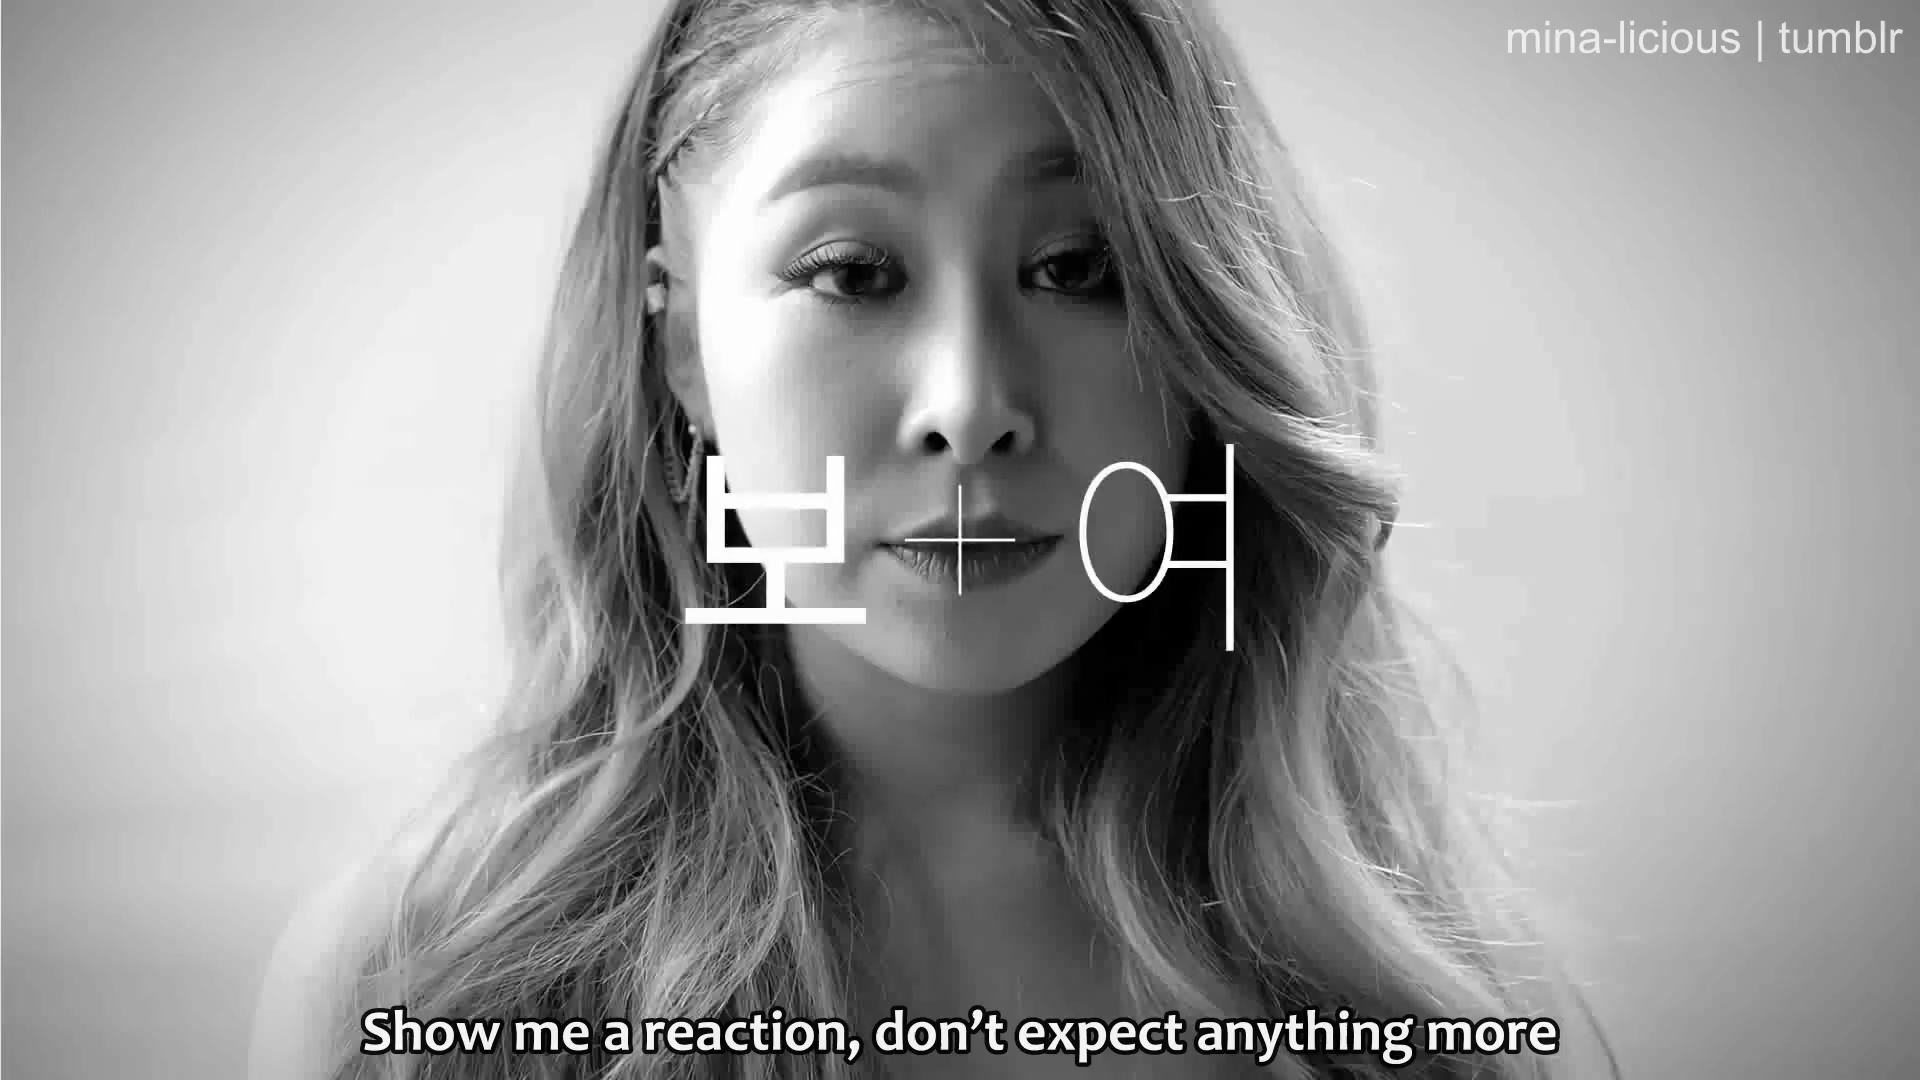 mina-licious | tumblr
보 여
Show me a reaction, don't expect anything more